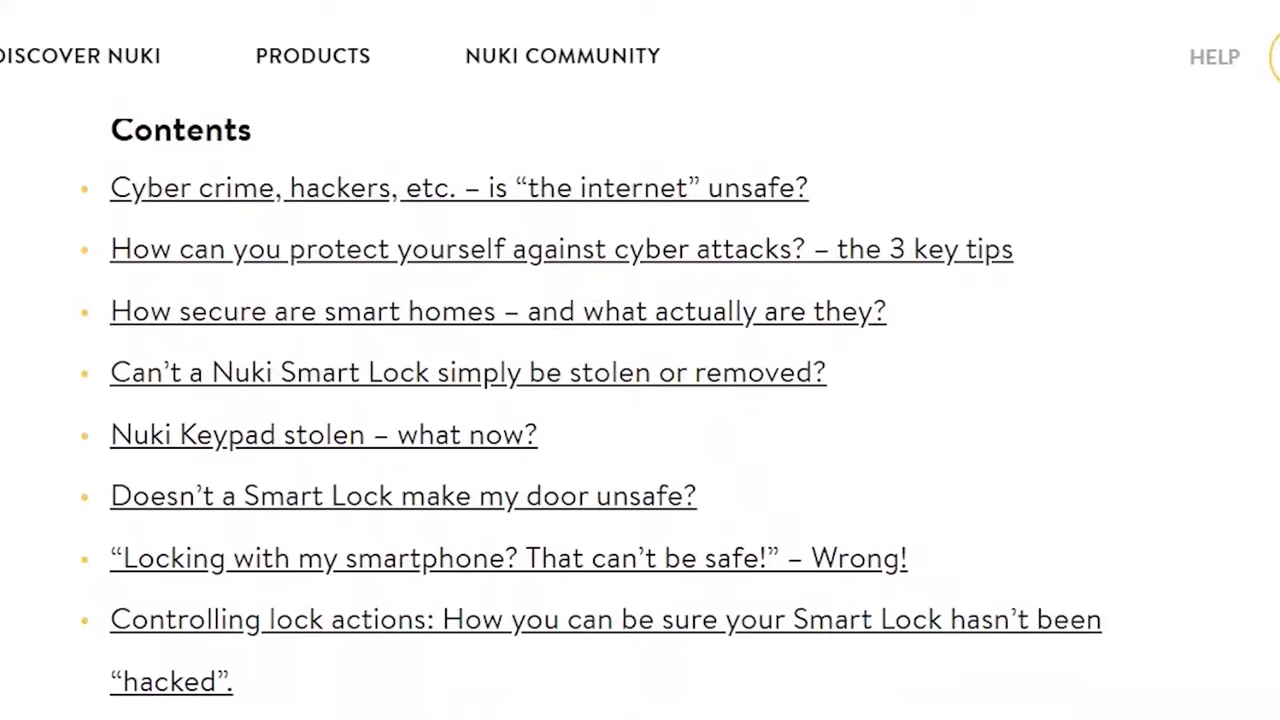 DISCOVER NUKI PRODUCTS NUKI COMMUNITY HELP
Contents
Cyber crime, hackers, etc. – is “the internet” unsafe?
How can you protect yourself against cyber attacks? – the 3 key tips
How secure are smart homes – and what actually are they?
Can’t a Nuki Smart Lock simply be stolen or removed?
Nuki Keypad stolen – what now?
Doesn’t a Smart Lock make my door unsafe?
“Locking with my smartphone? That can’t be safe!” – Wrong!
Controlling lock actions: How you can be sure your Smart Lock hasn’t been
“hacked”.